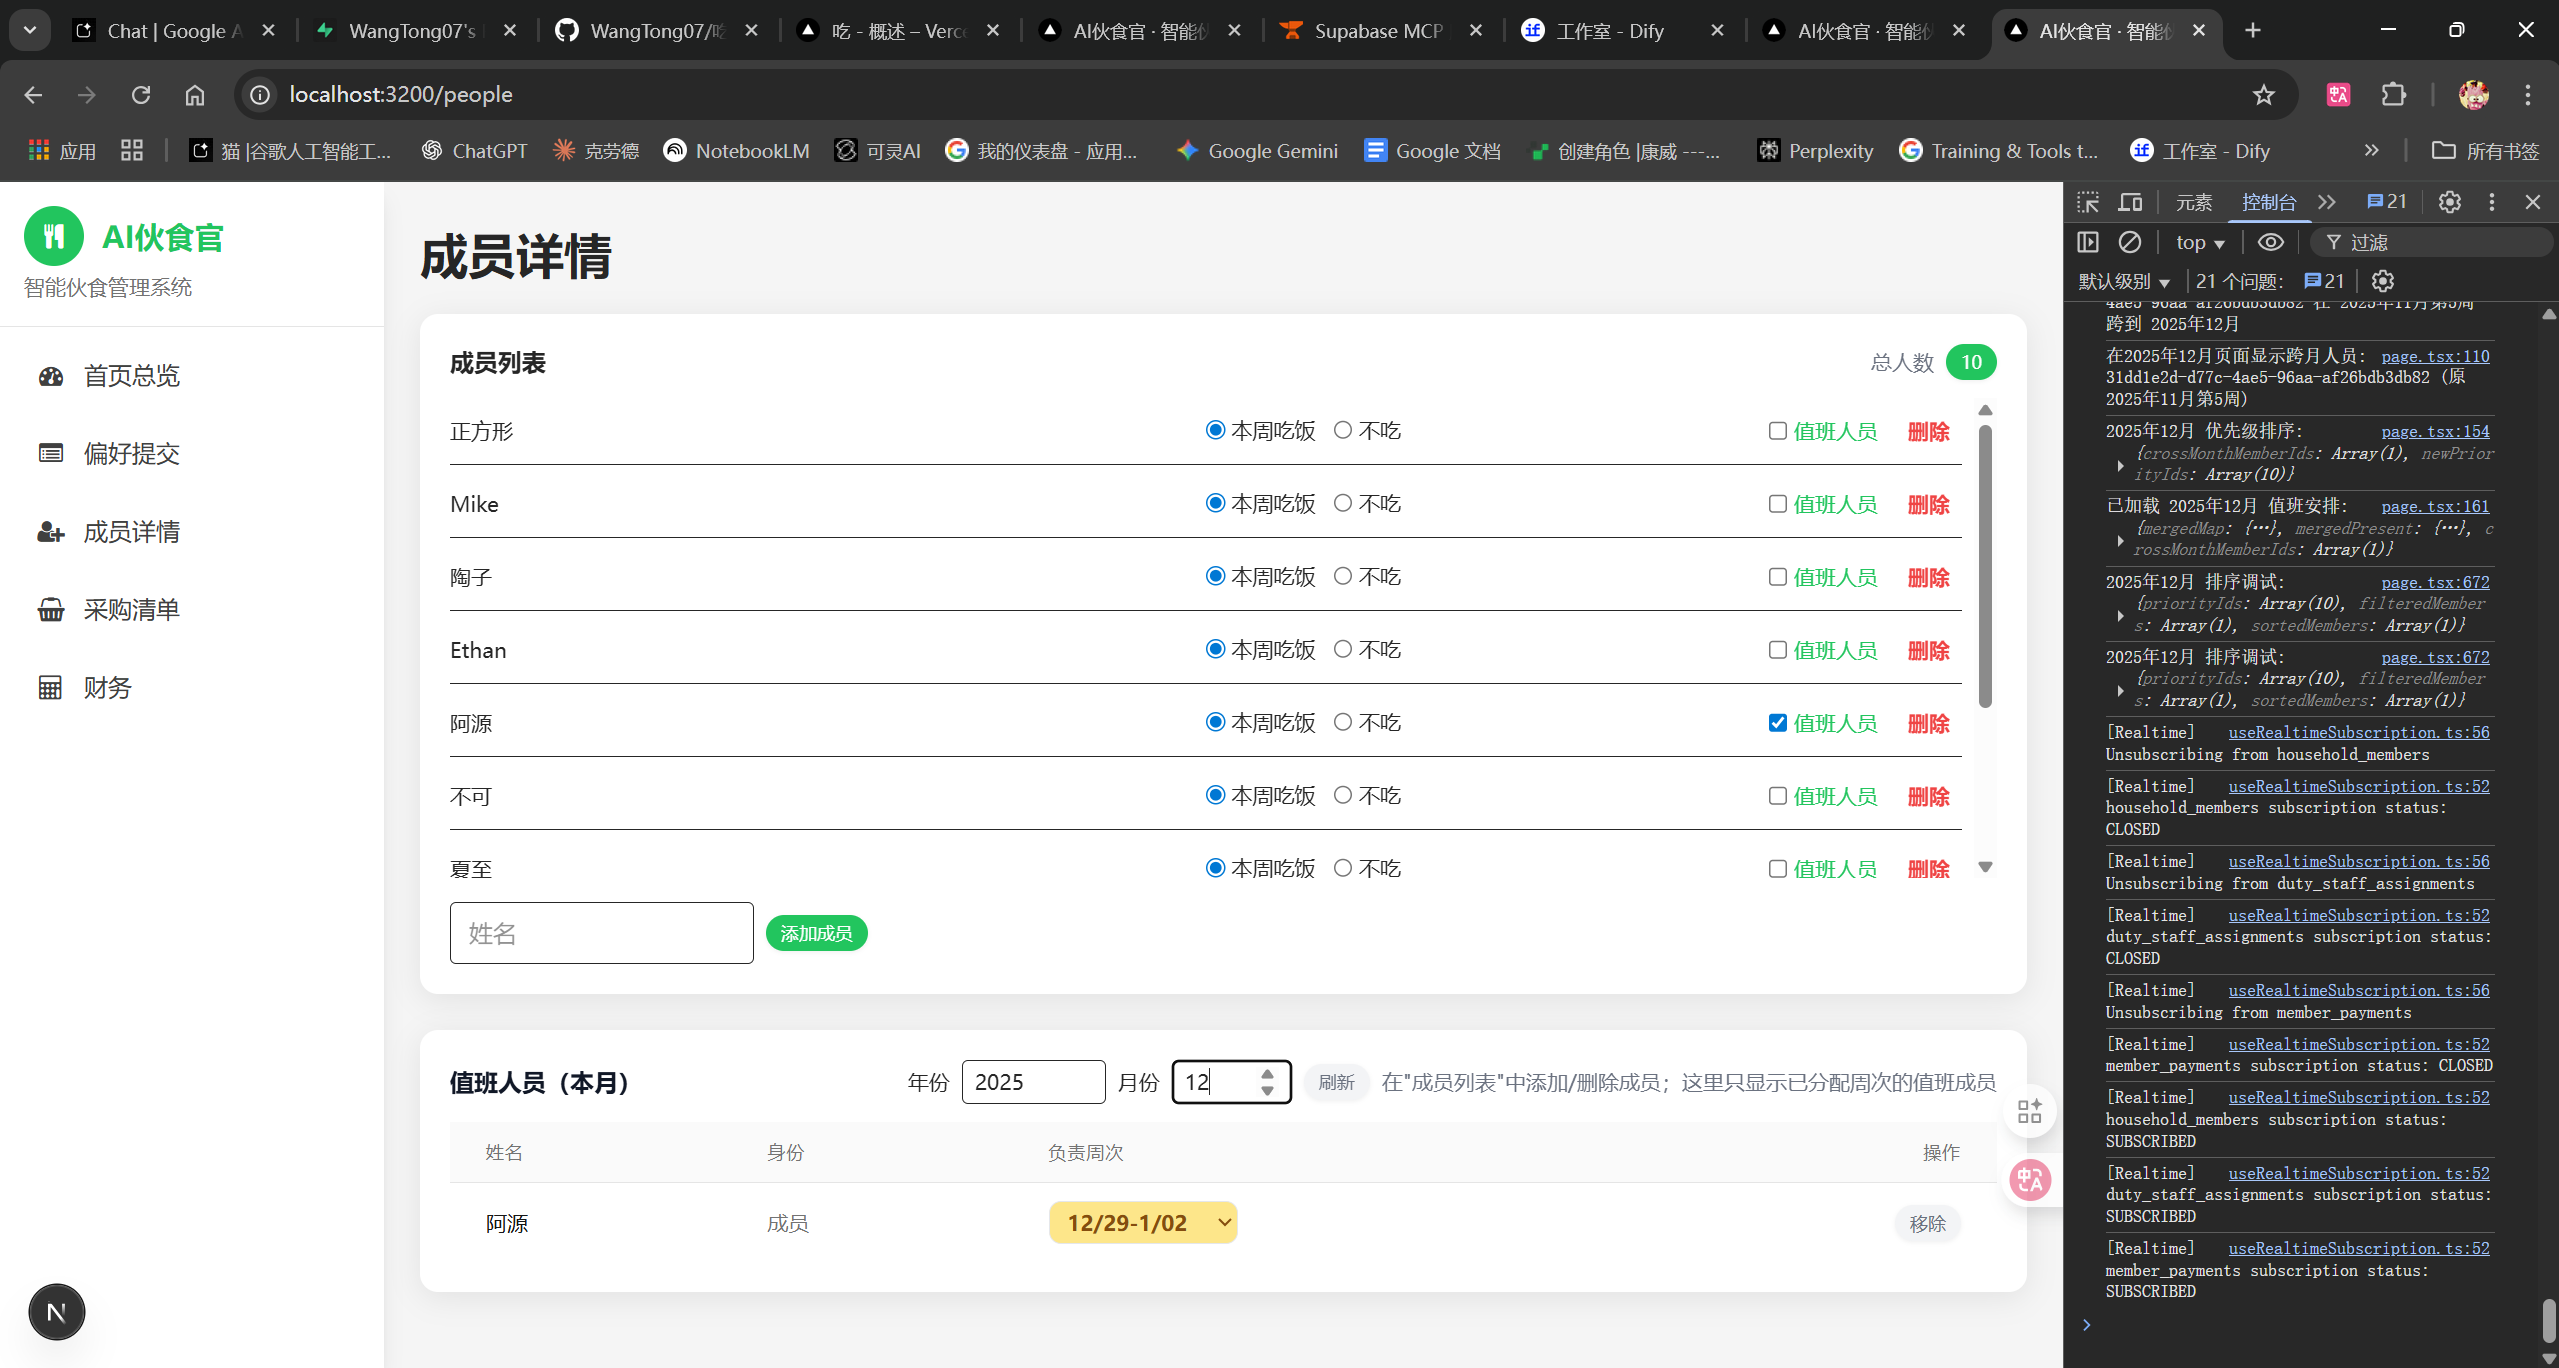 Chat | Google A
WangTong07's
WangTong07/吃
吃 - 概述 – Verce
AI伙食官 · 智能伙
Supabase MCP
工作室 - Dify
AI伙食官 · 智能伙
AI伙食官 · 智能伙
localhost:3200/people
应用
猫 |谷歌人工智能工...
ChatGPT
克劳德
NotebookLM
可灵AI
我的仪表盘 - 应用...
Google Gemini
Google 文档
创建角色 |康威 ---...
Perplexity
Training & Tools t...
工作室 - Dify
所有书签
AI伙食官
智能伙食管理系统
首页总览
偏好提交
成员详情
采购清单
财务
N
成员详情
成员列表
总人数 10
正方形 本周吃饭 不吃 值班人员 删除
Mike 本周吃饭 不吃 值班人员 删除
陶子 本周吃饭 不吃 值班人员 删除
Ethan 本周吃饭 不吃 值班人员 删除
阿源 本周吃饭 不吃 值班人员 删除
不可 本周吃饭 不吃 值班人员 删除
夏至 本周吃饭 不吃 值班人员 删除
姓名 添加成员
值班人员（本月） 年份 2025 月份 12 刷新 在"成员列表"中添加/删除成员；这里只显示已分配周次的值班成员
姓名 身份 负责周次 操作
阿源 成员 12/29-1/02 移除
元素 控制台 21
top 过滤
默认级别 21 个问题: 21
4ae5-96aa-af26bdb3db82 在 2025年11月第5周
跨到 2025年12月
在2025年12月页面显示跨月人员: page.tsx:110
31dd1e2d-d77c-4ae5-96aa-af26bdb3db82 (原
2025年11月第5周)
2025年12月 优先级排序: page.tsx:154
{crossMonthMemberIds: Array(1), newPrior
ityIds: Array(10)}
已加载 2025年12月 值班安排: page.tsx:161
{mergedMap: {…}, mergedPresent: {…}, c
rossMonthMemberIds: Array(1)}
2025年12月 排序调试: page.tsx:672
{priorityIds: Array(10), filteredMember
s: Array(1), sortedMembers: Array(1)}
2025年12月 排序调试: page.tsx:672
{priorityIds: Array(10), filteredMember
s: Array(1), sortedMembers: Array(1)}
[Realtime] useRealtimeSubscription.ts:56
Unsubscribing from household_members
[Realtime] useRealtimeSubscription.ts:52
household_members subscription status:
CLOSED
[Realtime] useRealtimeSubscription.ts:56
Unsubscribing from duty_staff_assignments
[Realtime] useRealtimeSubscription.ts:52
duty_staff_assignments subscription status:
CLOSED
[Realtime] useRealtimeSubscription.ts:56
Unsubscribing from member_payments
[Realtime] useRealtimeSubscription.ts:52
member_payments subscription status: CLOSED
[Realtime] useRealtimeSubscription.ts:52
household_members subscription status:
SUBSCRIBED
[Realtime] useRealtimeSubscription.ts:52
duty_staff_assignments subscription status:
SUBSCRIBED
[Realtime] useRealtimeSubscription.ts:52
member_payments subscription status:
SUBSCRIBED